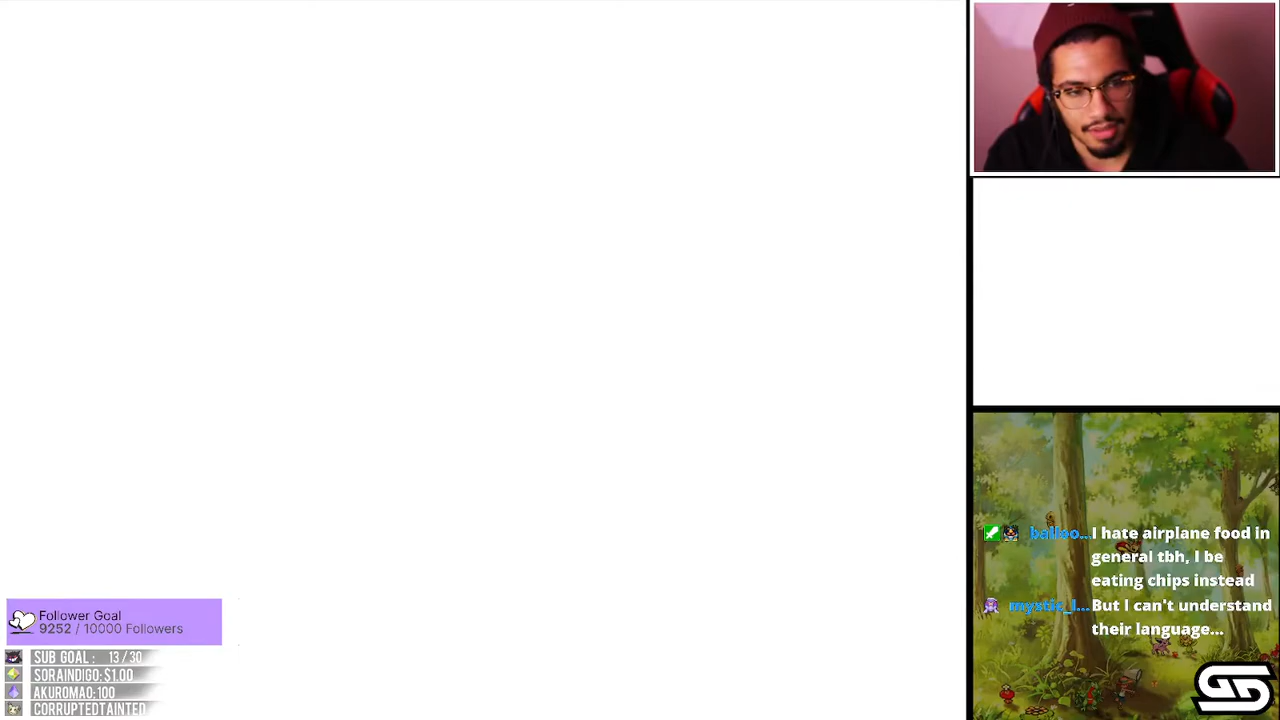 I hate airplane food in
general tbh, I be
eating chips instead
mystic_l... But I can't understand
their language...
Follower Goal
9252 / 10000 Followers
SUB GOAL : 13 / 30
SORAINDIGO: $1.00
AKUROMAO: 100
CORRUPTEDTAINTED